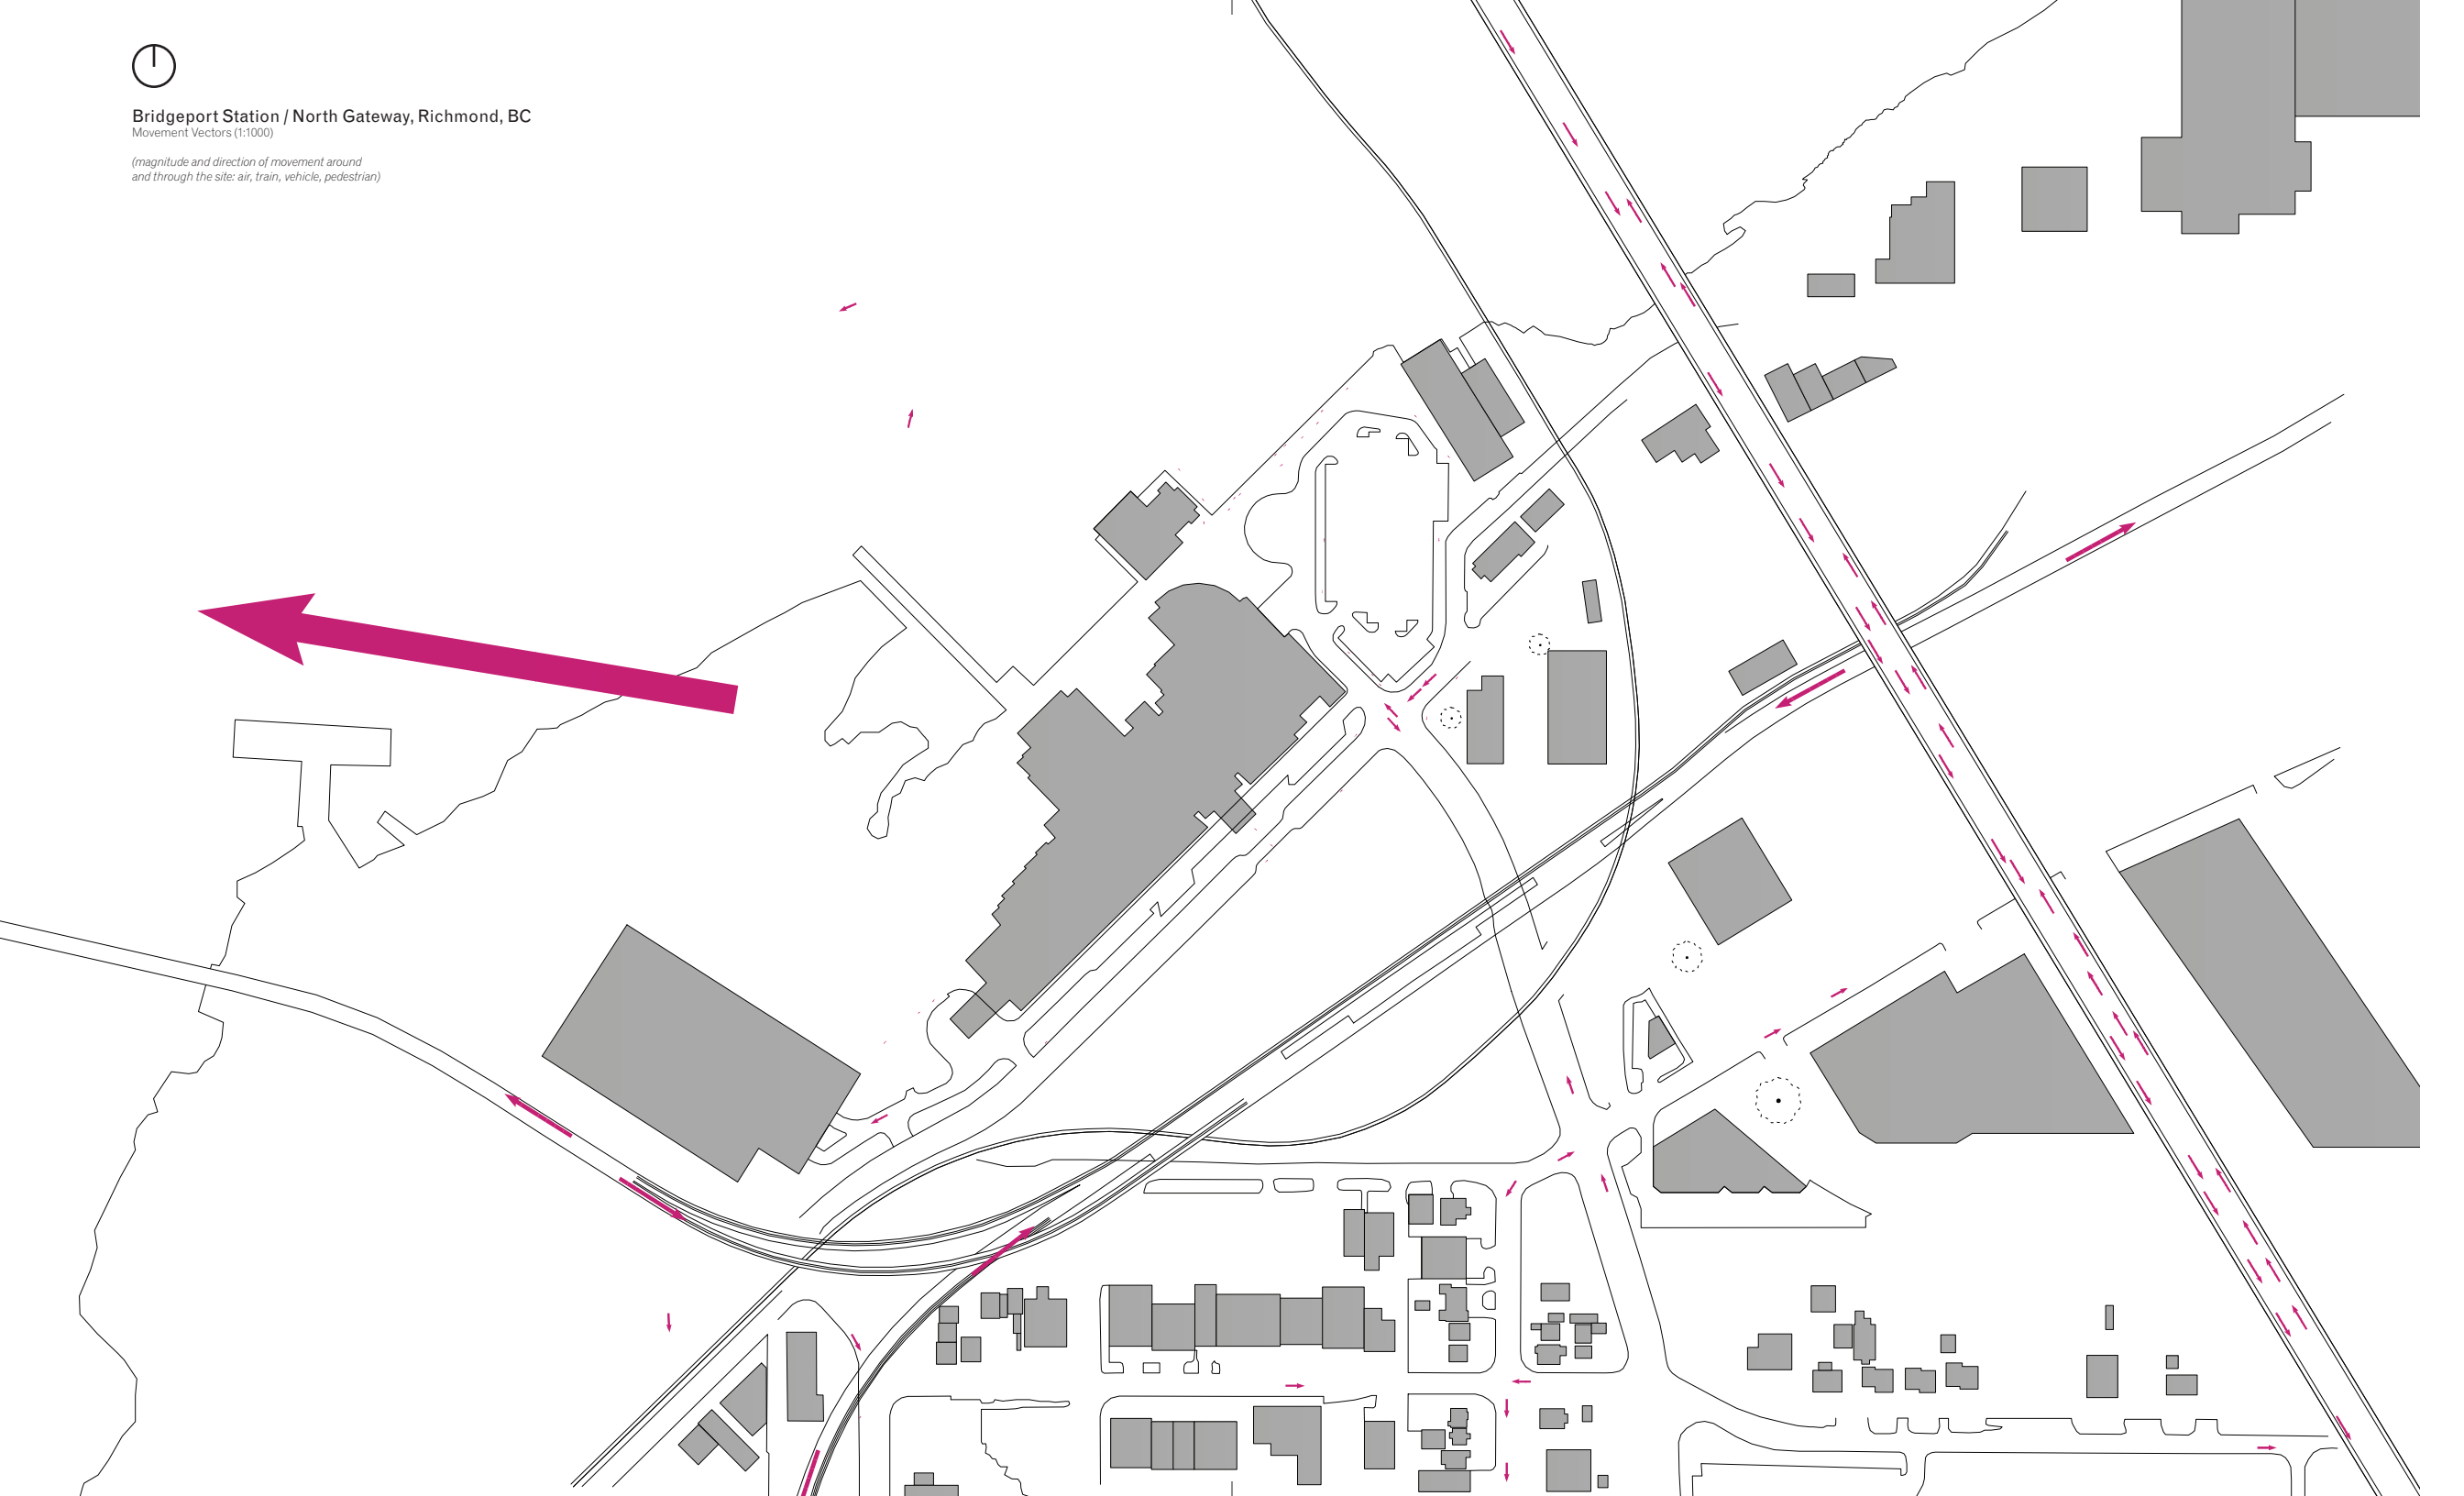 Bridgeport Station / North Gateway, Richmond, BC
Movement Vectors (1:1000)
(magnitude and direction of movement around
and through the site: air, train, vehicle, pedestrian)